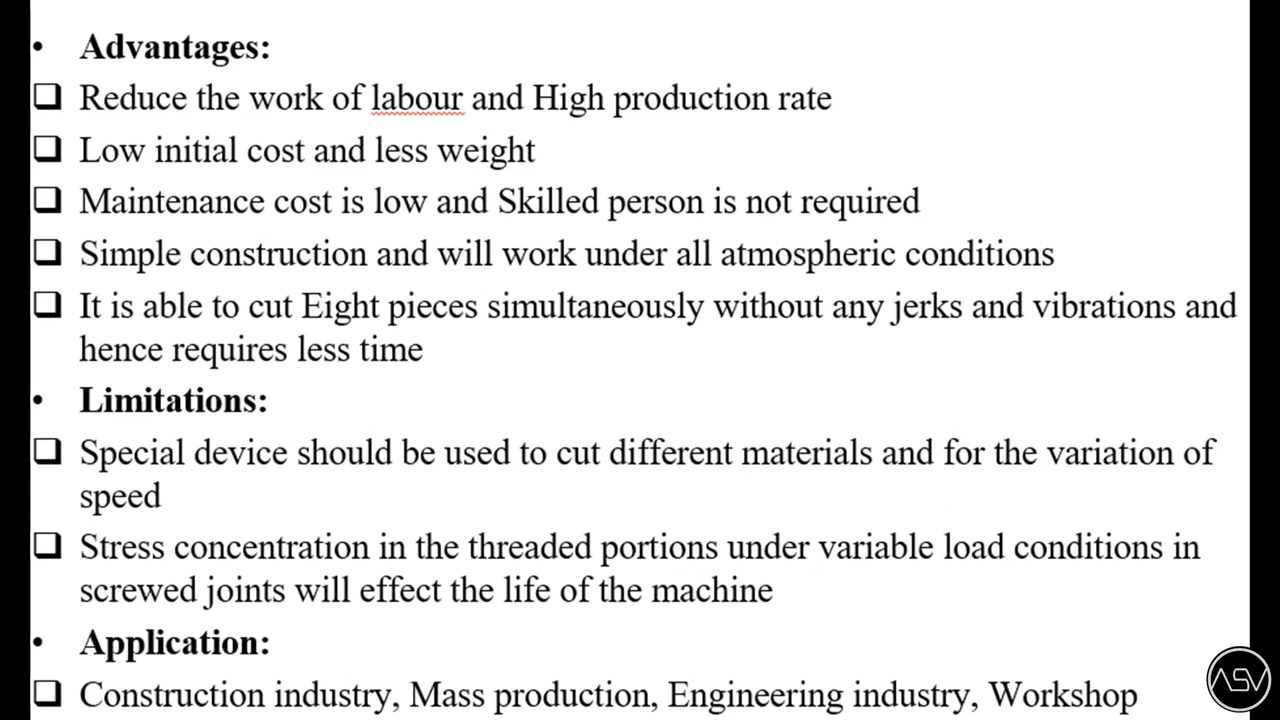 • Advantages:
❑ Reduce the work of labour and High production rate
❑ Low initial cost and less weight
❑ Maintenance cost is low and Skilled person is not required
❑ Simple construction and will work under all atmospheric conditions
❑ It is able to cut Eight pieces simultaneously without any jerks and vibrations and
hence requires less time
• Limitations:
❑ Special device should be used to cut different materials and for the variation of
speed
❑ Stress concentration in the threaded portions under variable load conditions in
screwed joints will effect the life of the machine
• Application:
❑ Construction industry, Mass production, Engineering industry, Workshop
ASV